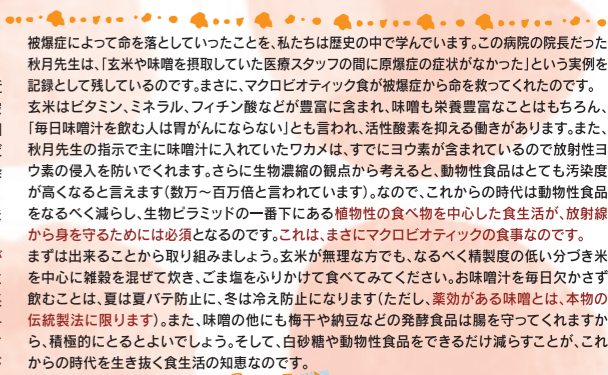 被爆症によって命を落としていったことを、私たちは歴史の中で学んでいます。この病院の院長だった
秋月先生は、「玄米や味噌を摂取していた医療スタッフの間に原爆症の症状がなかった」という実例を
記録として残しているのです。まさに、マクロビオティック食が被爆症から命を救ってくれたのです。
玄米はビタミン、ミネラル、フィチン酸などが豊富に含まれ、味噌も栄養豊富なことはもちろん、
「毎日味噌汁を飲む人は胃がんにならない」とも言われ、活性酸素を抑える働きがあります。また、
秋月先生の指示で主に味噌汁に入れていたワカメは、すでにヨウ素が含まれているので放射性ヨ
ウ素の侵入を防いでくれます。さらに生物濃縮の観点から考えると、動物性食品はとても汚染度
が高くなると言えます(数万〜百万倍と言われています)。なので、これからの時代は動物性食品
をなるべく減らし、生物ピラミッドの一番下にある植物性の食べ物を中心した食生活が、放射線
から身を守るためには必須となるのです。これは、まさにマクロビオティックの食事なのです。
まずは出来ることから取り組みましょう。玄米が無理な方でも、なるべく精製度の低い分づき米
を中心に雑穀を混ぜて炊き、ごま塩をふりかけて食べてみてください。お味噌汁を毎日欠かさず
飲むことは、夏は夏バテ防止に、冬は冷え防止になります(ただし、薬効がある味噌とは、本物の
伝統製法に限ります)。また、味噌の他にも梅干や納豆などの発酵食品は腸を守ってくれますか
ら、積極的にとるとよいでしょう。そして、白砂糖や動物性食品をできるだけ減らすことが、これ
からの時代を生き抜く食生活の知恵なのです。